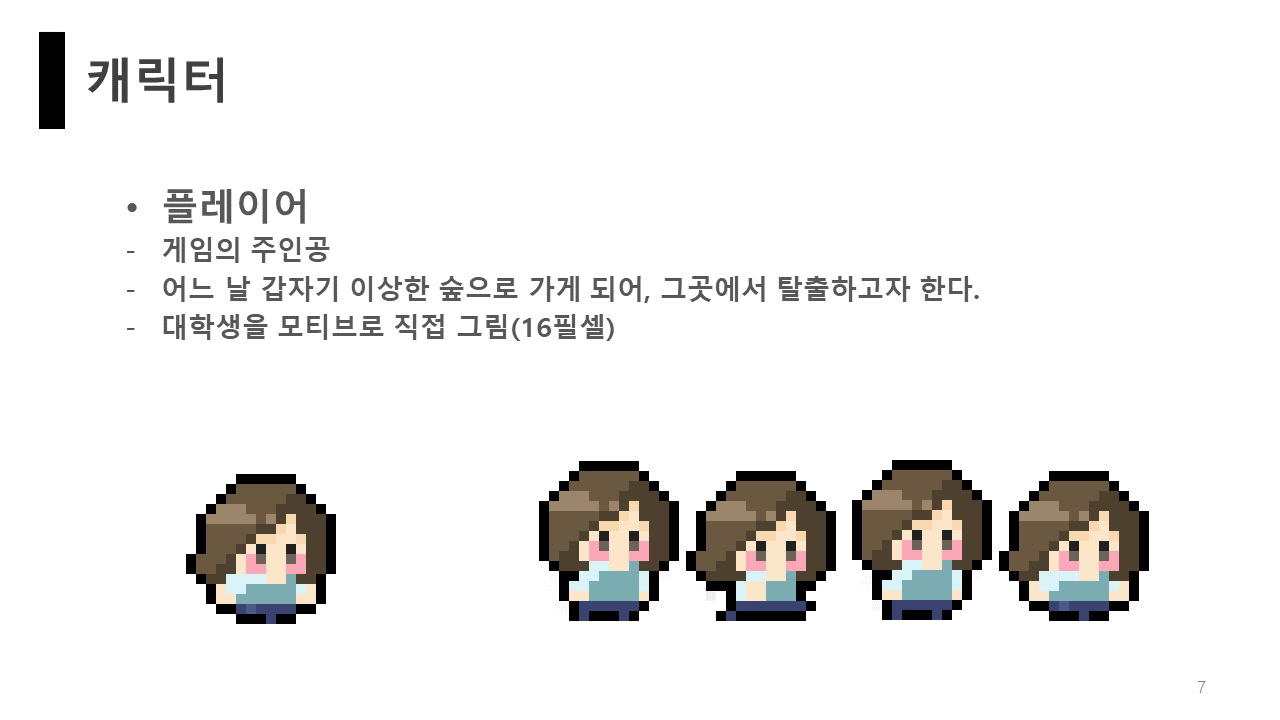 캐릭터
• 플레이어
- 게임의 주인공
- 어느 날 갑자기 이상한 숲으로 가게 되어, 그곳에서 탈출하고자 한다.
- 대학생을 모티브로 직접 그림(16필셀)
7